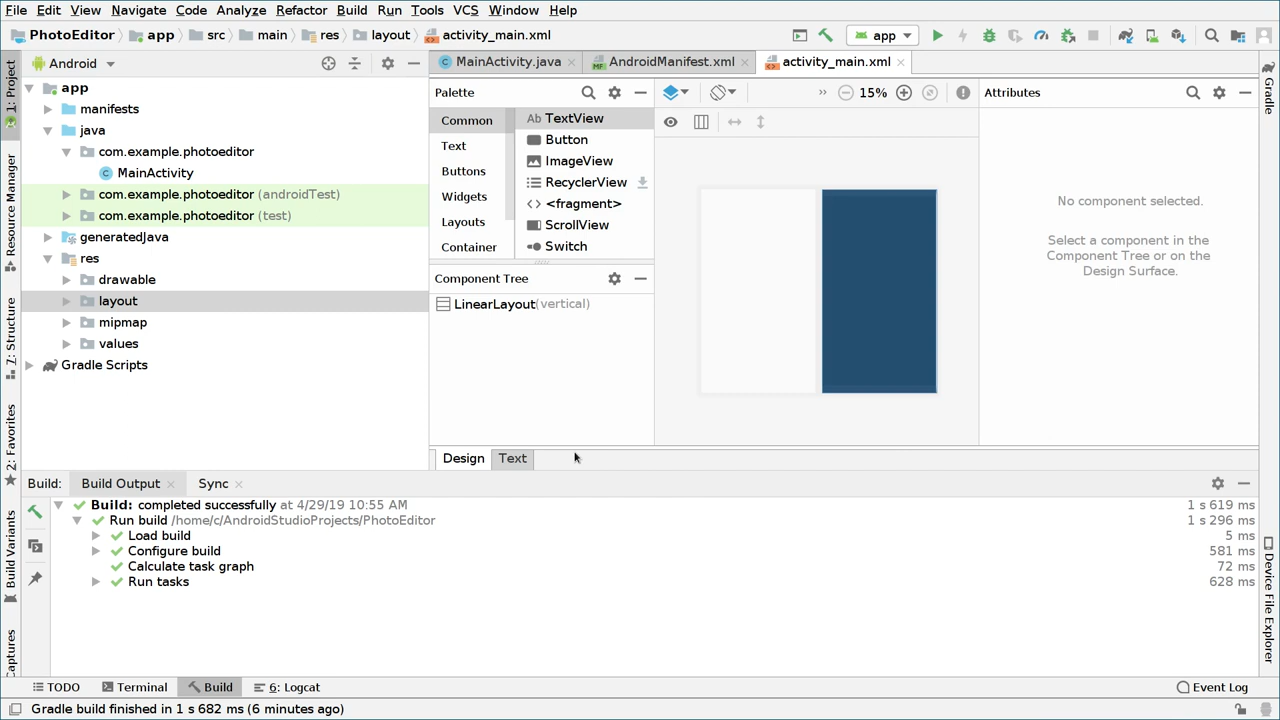 File Edit View Navigate Code Analyze Refactor Build Run Tools VCS Window Help
PhotoEditor app src main res layout activity_main.xml app
1: Project
Resource Manager
7: Structure
2: Favorites
Build Variants
Captures
Android
app
manifests
java
com.example.photoeditor
MainActivity
com.example.photoeditor (androidTest)
com.example.photoeditor (test)
generatedJava
res
drawable
layout
mipmap
values
Gradle Scripts
MainActivity.java AndroidManifest.xml activity_main.xml
Palette
Common
Text
Buttons
Widgets
Layouts
Container
Ab TextView
Button
ImageView
RecyclerView
<fragment>
ScrollView
Switch
Component Tree
LinearLayout(vertical)
15%
Attributes
No component selected.
Select a component in the
Component Tree or on the
Design Surface.
Design Text
Gradle
Device File Explorer
Build: Build Output Sync
Build: completed successfully at 4/29/19 10:55 AM 1 s 619 ms
Run build /home/c/AndroidStudioProjects/PhotoEditor 1 s 296 ms
Load build 5 ms
Configure build 581 ms
Calculate task graph 72 ms
Run tasks 628 ms
TODO Terminal Build 6: Logcat Event Log
Gradle build finished in 1 s 682 ms (6 minutes ago)